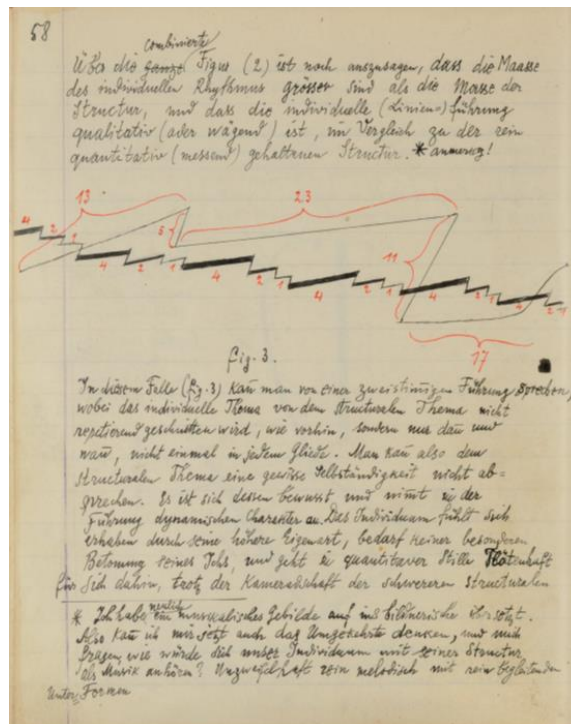 58
combinierte
Über die ganze Figur (2) ist noch auszusagen, dass die Maasse
des individuellen Rhythmus grösser sind als die Masse der
Structur, und dass die individuelle (Linien=) führung
qualitativ (oder wägend) ist, im Vergleich zu der rein
quantitativ (messend) gehaltenen Structur. * anmerkg!
13 23
4 2 1 5 11
4 2 1 4 2 1 4 2 1 4 2 1 4 2 1
17
fig. 3.
In diesem Falle (fig. 3) kann man von einer zweistimmigen Führung sprechen,
wobei das individuelle Thema von dem structuralen Thema nicht
repetierend geschnitten wird, wie vorhin, sondern nur dann und
wann, nicht einmal in jedem Gliede. Man kann also dem
structuralen Thema eine gewisse Selbständigkeit nicht ab=
sprechen. Es ist sich dessen bewusst und nimmt in der
Führung dynamischen Charakter an. Das Individuum fühlt sich
erhaben durch seine höhere Eigenart, bedarf keiner besonderen
Betonung seines Ichs, und geht in quantitaver Stille flötenhaft
für sich dahin, trotz der Kameradschaft der schwereren structuralen
* Ich habe neulich ein musikalisches Gebilde auf ins bildnerische übersetzt.
Also kann ich mir jetzt auch das Umgekehrte denken, und mich
fragen, wie würde sich unser Individuum mit seiner Structur
als Musik anhören? Unzweifelhaft rein melodisch mit rein begleitenden
Unter, Formen